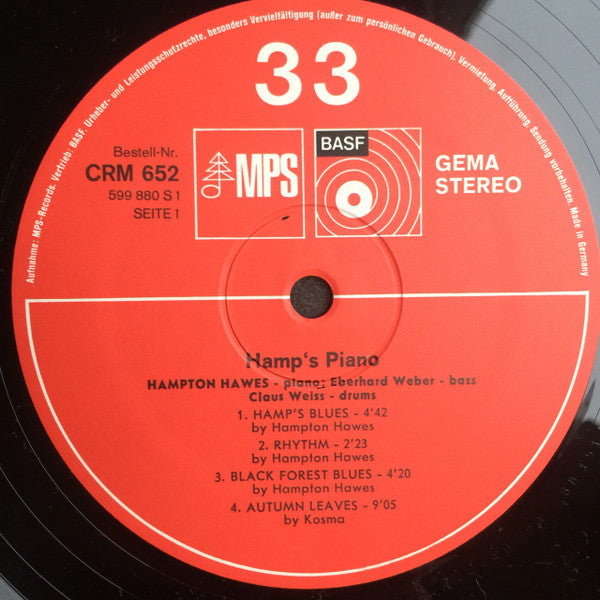 Aufnahme: MPS-Records. Vertrieb: BASF. Urheber- und Leistungsschutzrechte, besonders Vervielfältigung (außer zum persönlichen Gebrauch), Vermietung, Aufführung, Sendung vorbehalten. Made in Germany
33
Bestell-Nr.
CRM 652
599 880 S 1
SEITE 1
MPS
BASF
GEMA
STEREO
Hamp's Piano
HAMPTON HAWES - piano; Eberhard Weber - bass
Claus Weiss - drums
1. HAMP'S BLUES - 4'42
by Hampton Hawes
2. RHYTHM - 2'23
by Hampton Hawes
3. BLACK FOREST BLUES - 4'20
by Hampton Hawes
4. AUTUMN LEAVES - 9'05
by Kosma